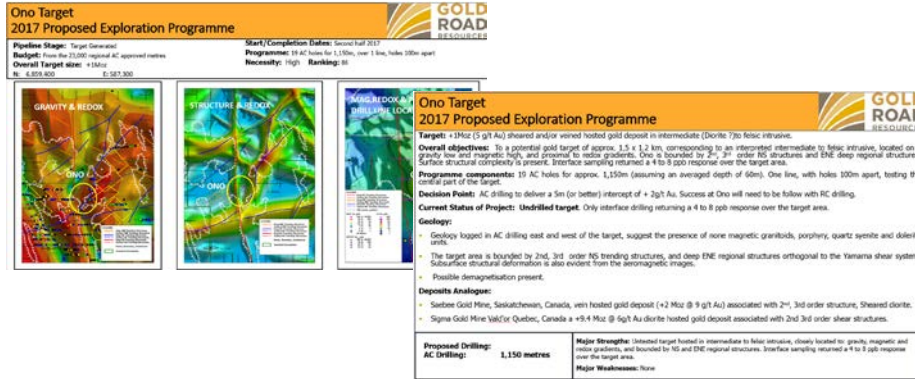 Ono Target
2017 Proposed Exploration Programme
GOLD
ROAD
RESOURCES
Pipeline Stage: Target Generated
Budget: From the 23,000 regional AC approved metres
Overall Target size: +1Moz
N: 6,859,400 E: 587,300
Start/Completion Dates: Second half 2017
Programme: 19 AC holes for 1,150m, over 1 line, holes 100m apart
Necessity: High Ranking:
GRAVITY & REDOX
ONO
STRUCTURE & REDOX
ONO
MAG,REDOX &
DRILL LINE LOCA
Ono Target
2017 Proposed Exploration Programme
GOLD
ROAD
RESOURC
Target: +1Moz (5 g/t Au) sheared and/or veined hosted gold deposit in intermediate (Diorite ?)to felsic intrusive.
Overall objectives: To a potential gold target of approx. 1.5 x 1.2 km, corresponding to an interpreted intermediate to felsic intrusive, located on
gravity low and magnetic high, and proximal to redox gradients. Ono is bounded by 2nd, 3rd order NS structures and ENE deep regional structure
Surface structural complexity is present. Interface sampling returned a 4 to 8 ppb response over the target area.
Programme components: 19 AC holes for approx. 1,150m (assuming an averaged depth of 60m). One line, with holes 100m apart, testing th
central part of the target.
Decision Point: AC drilling to deliver a 5m (or better) intercept of + 2g/t Au. Success at Ono will need to be follow with RC drilling.
Current Status of Project: Undrilled target. Only interface drilling returning a 4 to 8 ppb response over the target area.
Geology:
• Geology logged in AC drilling east and west of the target, suggest the presence of none magnetic granitoids, porphyry, quartz syenite and doleri
units.
• The target area is bounded by 2nd, 3rd order NS trending structures, and deep ENE regional structures orthogonal to the Yamarna shear system
Subsurface structural deformation is also evident from the aeromagnetic images.
• Possible demagnetisation present.
Deposits Analogue:
• Seebee Gold Mine, Saskatchewan, Canada, vein hosted gold deposit (+2 Moz @ 9 g/t Au) associated with 2nd, 3rd order structure, Sheared diorite.
• Sigma Gold Mine Vald'or Quebec, Canada a +9.4 Moz @ 6g/t Au diorite hosted gold deposit associated with 2nd 3rd order shear structures.
Proposed Drilling:
AC Drilling: 1,150 metres
Major Strengths: Untested target hosted in intermediate to felsic intrusive, closely located to: gravity, magnetic and
redox gradients, and bounded by NS and ENE regional structures. Interface sampling returned a 4 to 8 ppb response
over the target area.
Major Weaknesses: None